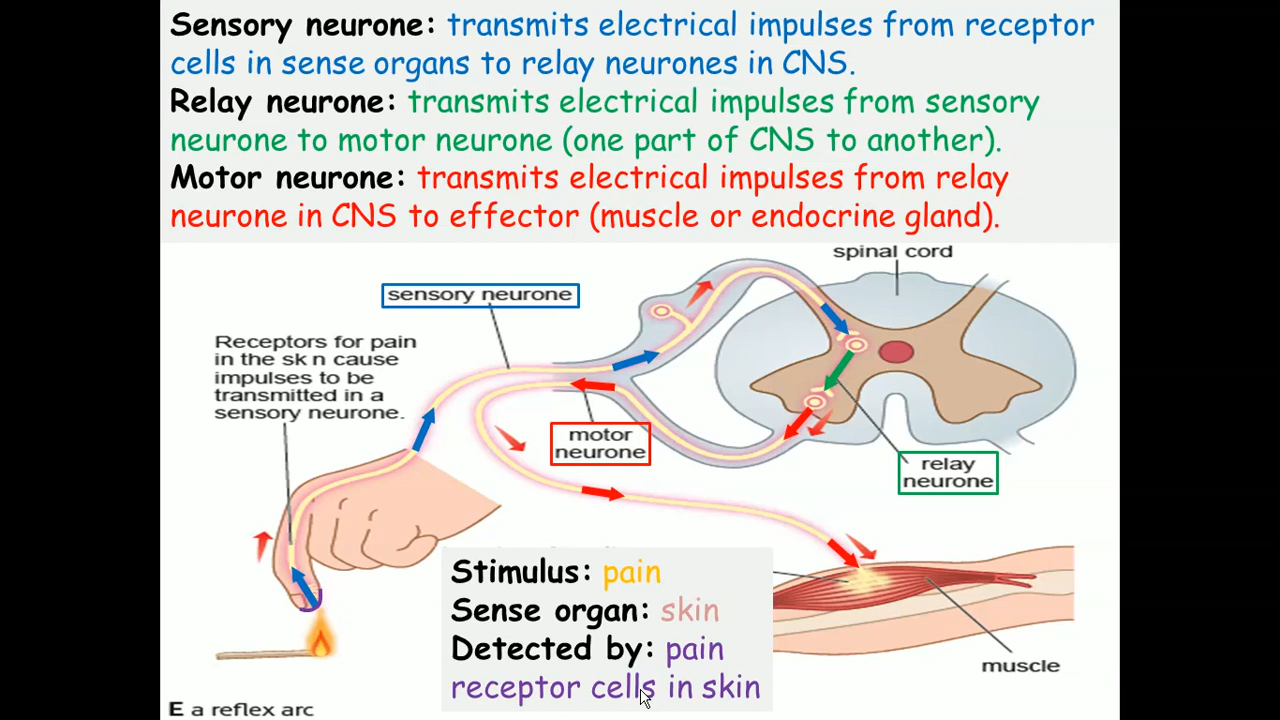 Sensory neurone: transmits electrical impulses from receptor
cells in sense organs to relay neurones in CNS.
Relay neurone: transmits electrical impulses from sensory
neurone to motor neurone (one part of CNS to another).
Motor neurone: transmits electrical impulses from relay
neurone in CNS to effector (muscle or endocrine gland).
spinal cord
sensory neurone
Receptors for pain
in the sk n cause
impulses to be
transmitted in a
sensory neurone.
motor
neurone
relay
neurone
Stimulus: pain
Sense organ: skin
Detected by: pain
receptor cells in skin
muscle
E a reflex arc